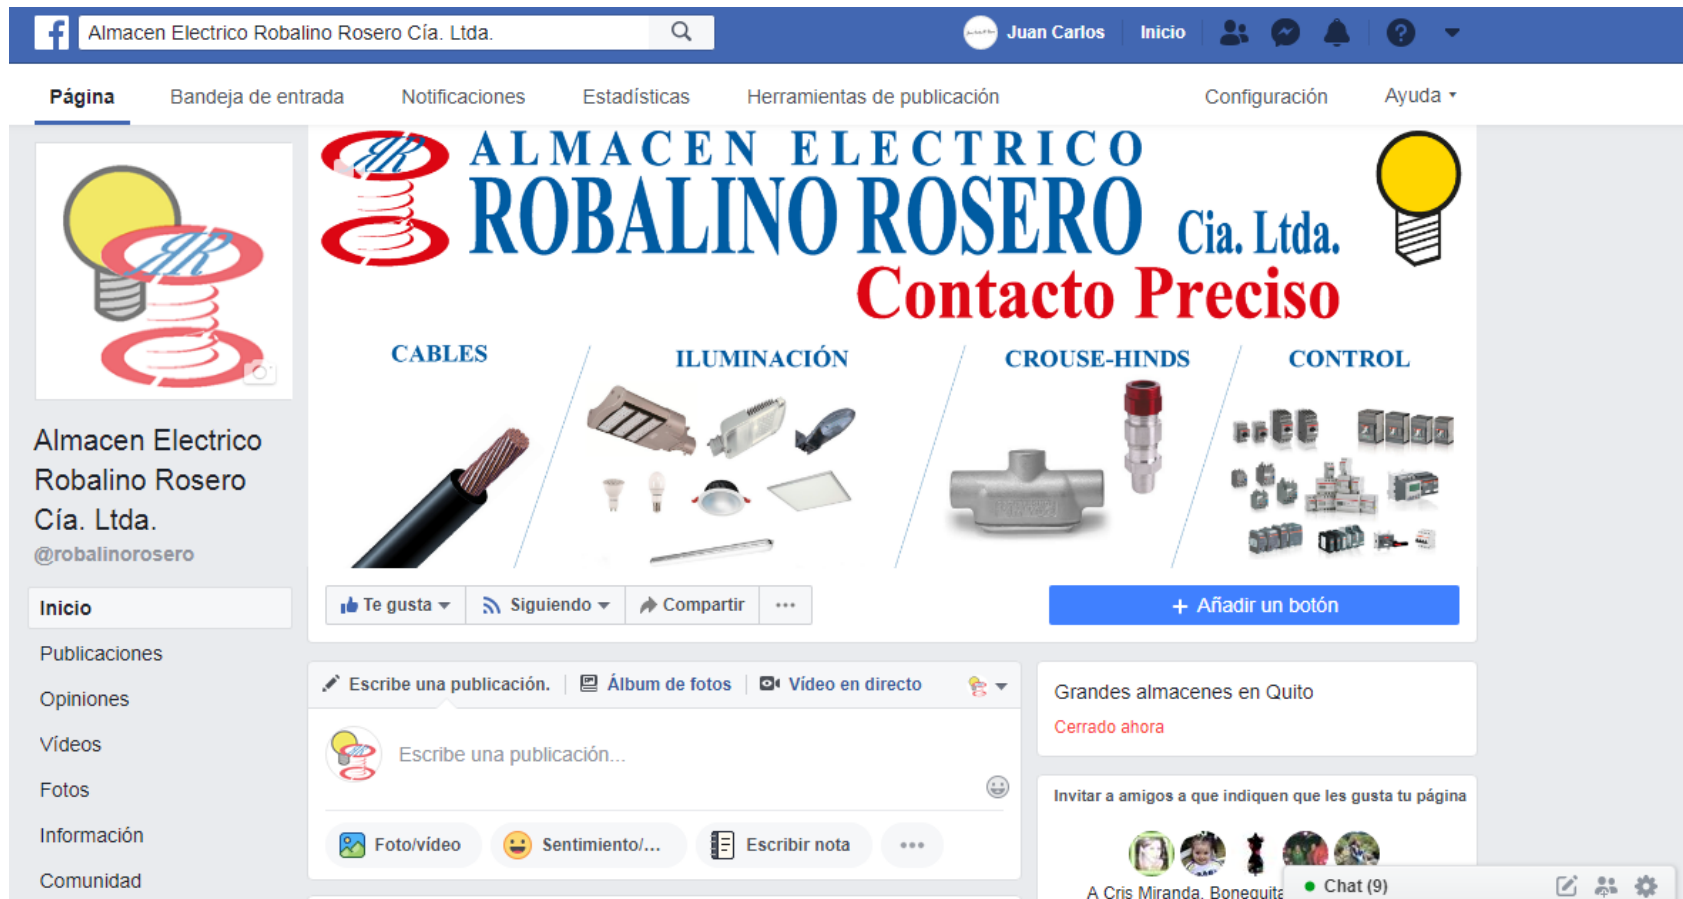 Almacen Electrico Robalino Rosero Cía. Ltda.
Juan Carlos
Inicio
Página
Bandeja de entrada
Notificaciones
Estadísticas
Herramientas de publicación
Configuración
Ayuda
ALMACEN ELECTRICO
ROBALINO ROSERO Cia. Ltda.
Contacto Preciso
CABLES
ILUMINACIÓN
CROUSE-HINDS
CONTROL
Almacen Electrico
Robalino Rosero
Cía. Ltda.
@robalinorosero
Inicio
Publicaciones
Opiniones
Vídeos
Fotos
Información
Comunidad
Te gusta
Siguiendo
Compartir
+ Añadir un botón
Escribe una publicación.
Álbum de fotos
Vídeo en directo
Escribe una publicación...
Foto/vídeo
Sentimiento/...
Escribir nota
Grandes almacenes en Quito
Cerrado ahora
Invitar a amigos a que indiquen que les gusta tu página
A Cris Miranda, Bonequita
Chat (9)